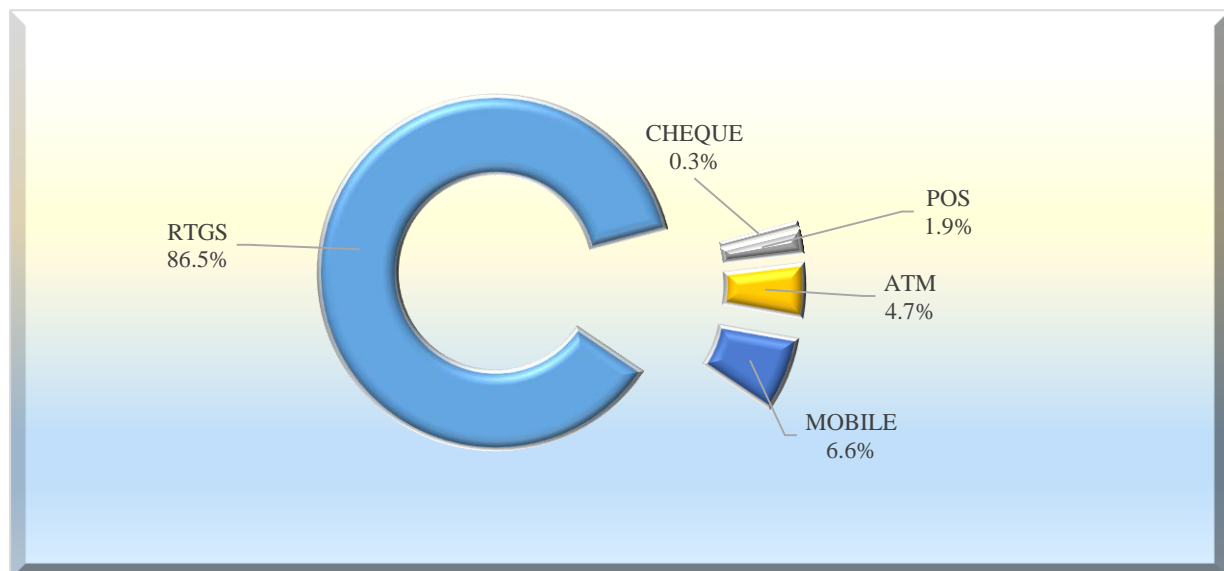 CHEQUE
0.3%
POS
1.9%
RTGS
86.5%
ATM
4.7%
MOBILE
6.6%